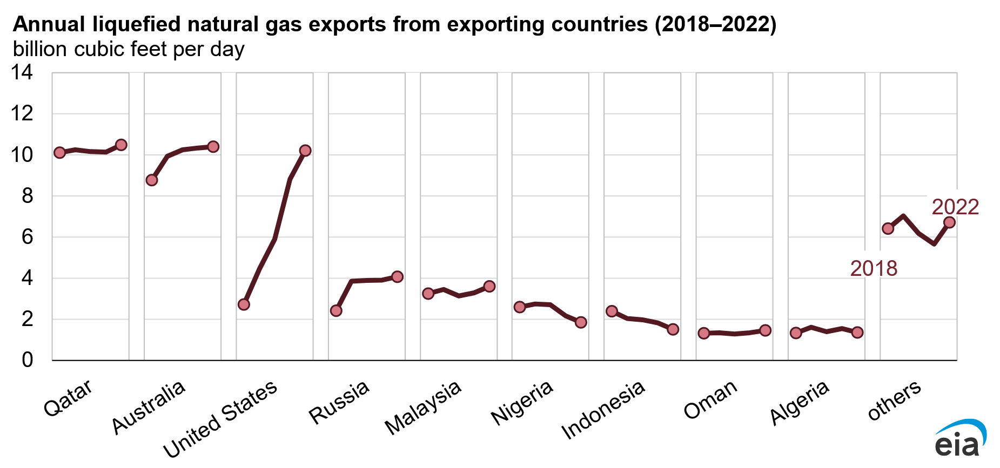 Annual liquefied natural gas exports from exporting countries (2018–2022)
billion cubic feet per day
14
12
10
8
6
4
2
0
2022
2018
Qatar
Australia
United States
Russia
Malaysia
Nigeria
Indonesia
Oman
Algeria
others
eia